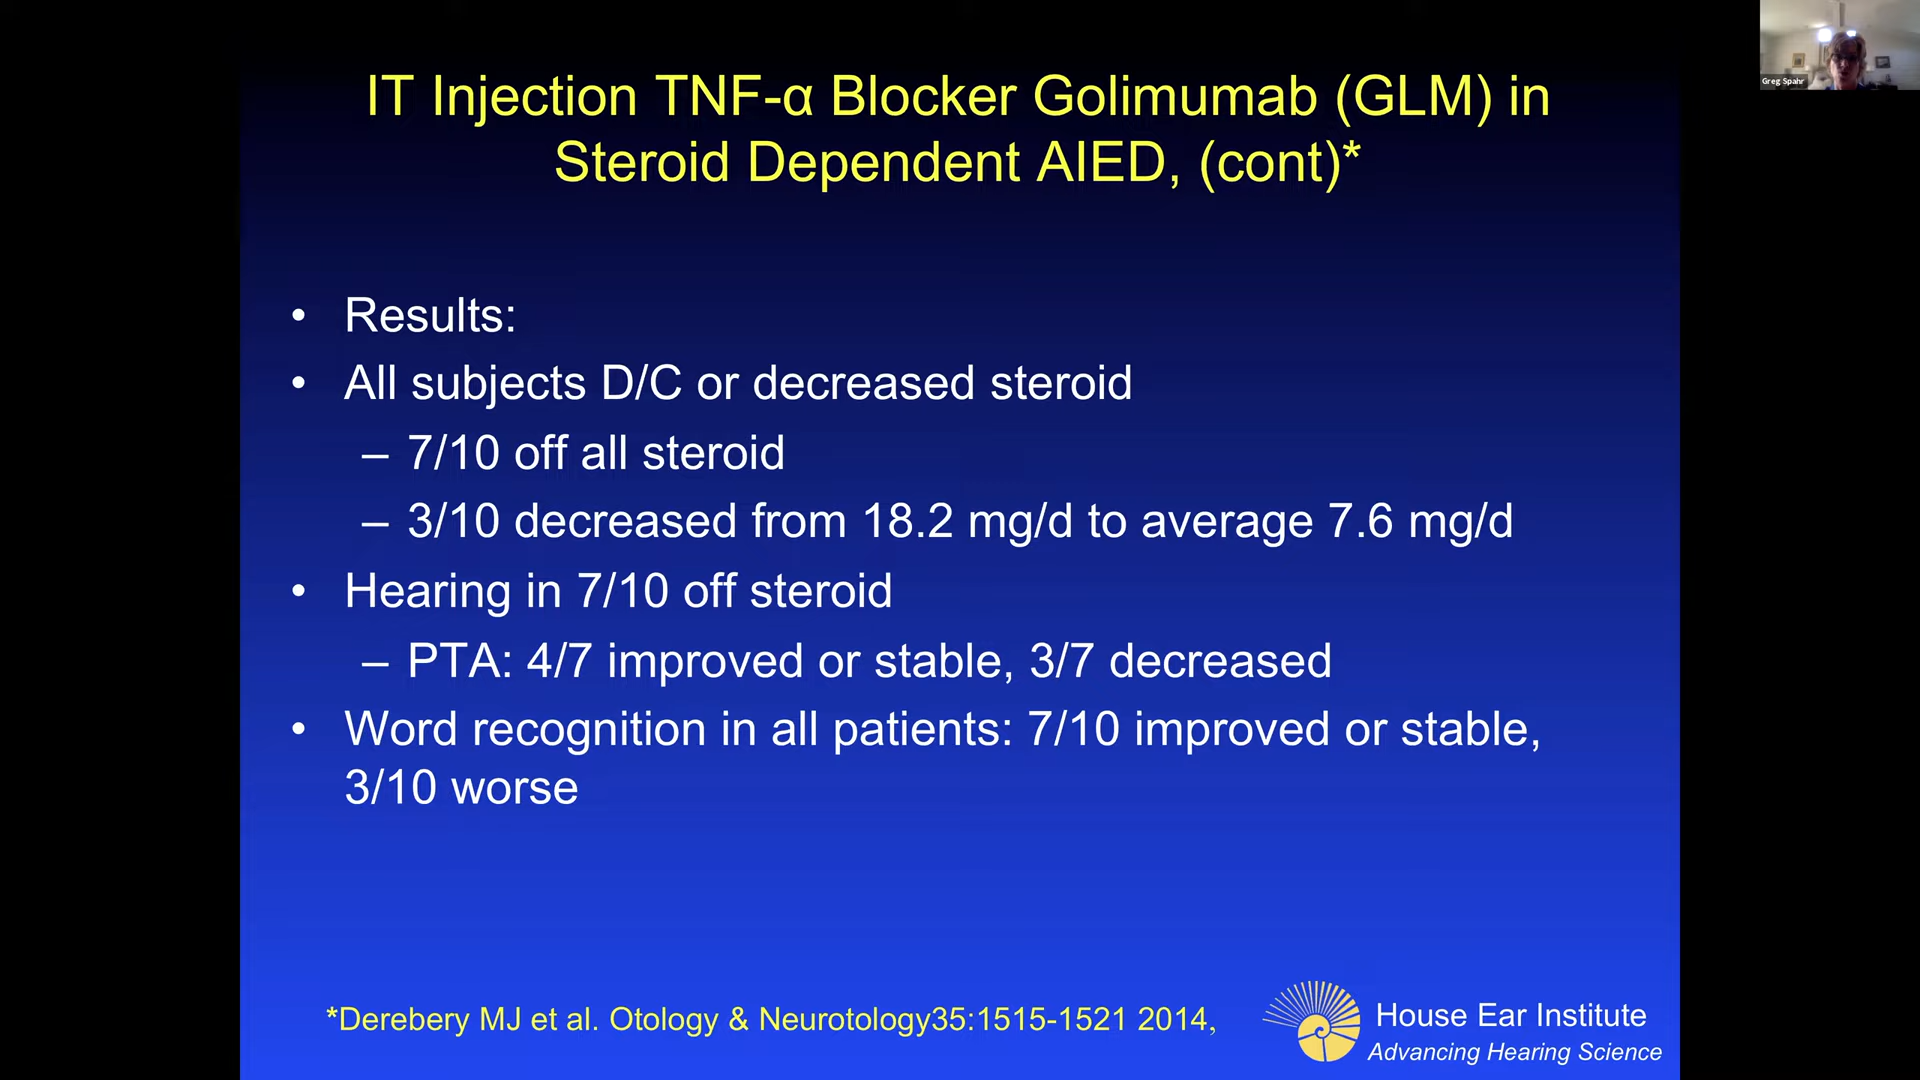 Greg Spahr
IT Injection TNF-α Blocker Golimumab (GLM) in
Steroid Dependent AIED, (cont)*
• Results:
• All subjects D/C or decreased steroid
– 7/10 off all steroid
– 3/10 decreased from 18.2 mg/d to average 7.6 mg/d
• Hearing in 7/10 off steroid
– PTA: 4/7 improved or stable, 3/7 decreased
• Word recognition in all patients: 7/10 improved or stable,
3/10 worse
*Derebery MJ et al. Otology & Neurotology35:1515-1521 2014,
House Ear Institute
Advancing Hearing Science